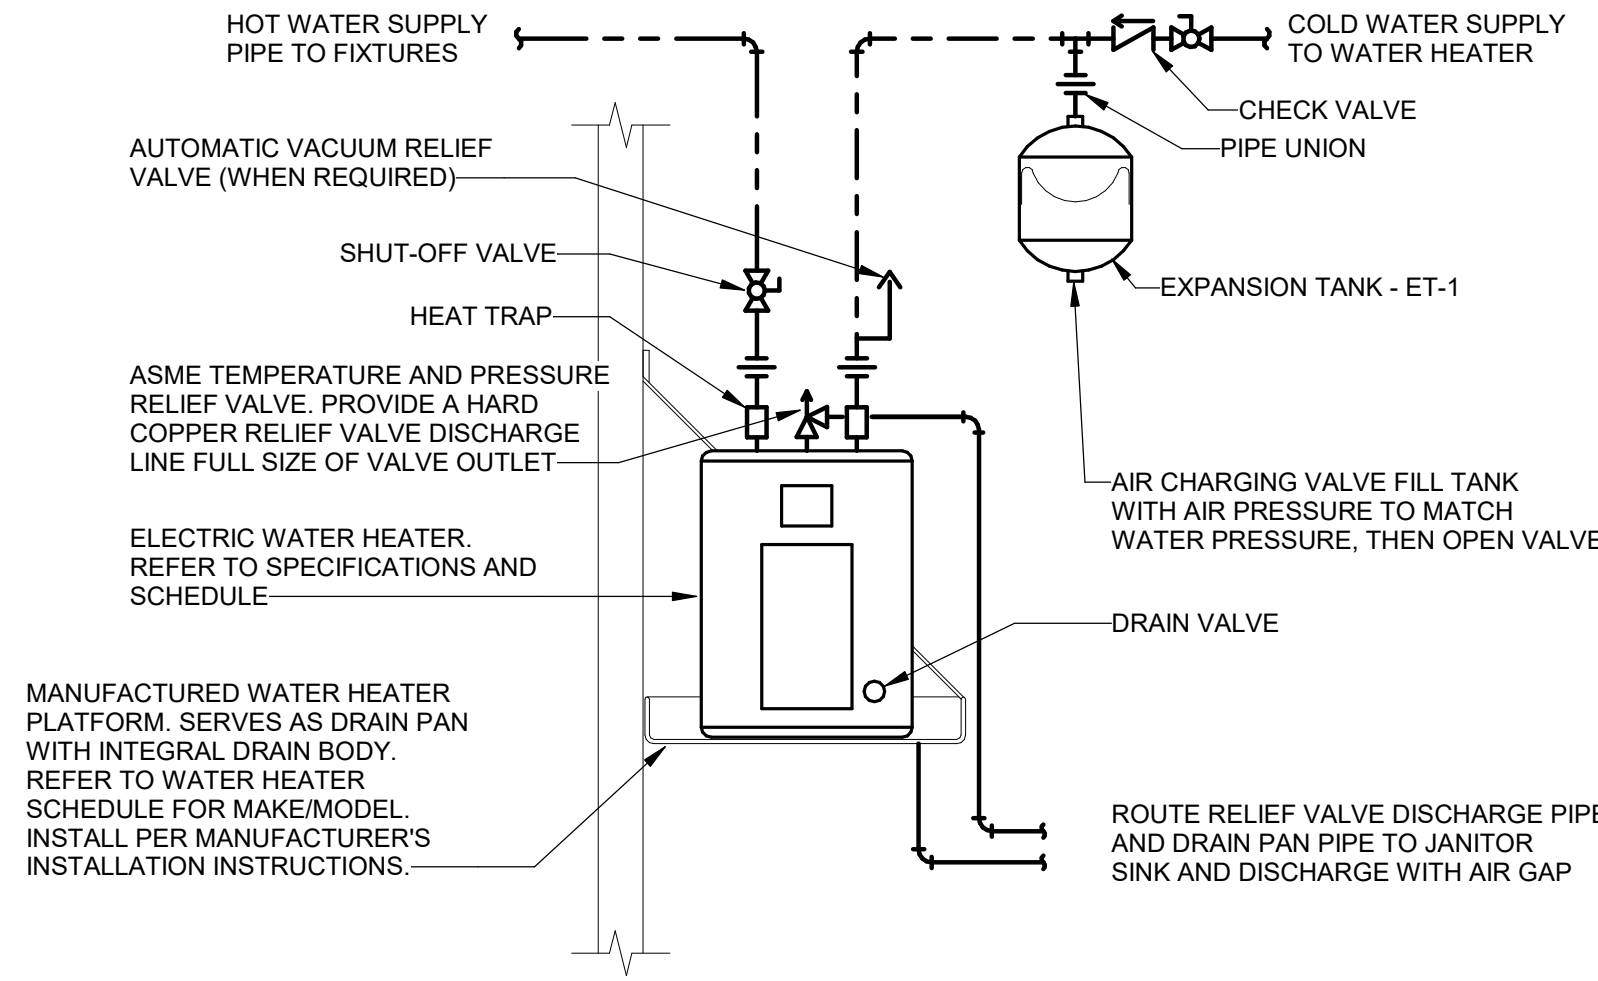 HOT WATER SUPPLY
PIPE TO FIXTURES
COLD WATER SUPPLY
TO WATER HEATER
CHECK VALVE
PIPE UNION
AUTOMATIC VACUUM RELIEF
VALVE (WHEN REQUIRED)
SHUT-OFF VALVE
EXPANSION TANK - ET-1
HEAT TRAP
ASME TEMPERATURE AND PRESSURE
RELIEF VALVE. PROVIDE A HARD
COPPER RELIEF VALVE DISCHARGE
LINE FULL SIZE OF VALVE OUTLET
AIR CHARGING VALVE FILL TANK
WITH AIR PRESSURE TO MATCH
WATER PRESSURE, THEN OPEN VALVE
ELECTRIC WATER HEATER.
REFER TO SPECIFICATIONS AND
SCHEDULE
DRAIN VALVE
MANUFACTURED WATER HEATER
PLATFORM. SERVES AS DRAIN PAN
WITH INTEGRAL DRAIN BODY.
REFER TO WATER HEATER
SCHEDULE FOR MAKE/MODEL.
INSTALL PER MANUFACTURER'S
INSTALLATION INSTRUCTIONS.
ROUTE RELIEF VALVE DISCHARGE PIPE
AND DRAIN PAN PIPE TO JANITOR
SINK AND DISCHARGE WITH AIR GAP